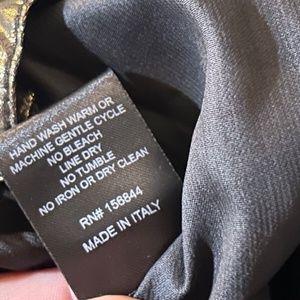 HAND WASH WARM OR
MACHINE GENTLE CYCLE
NO BLEACH
LINE DRY
NO TUMBLE
NO IRON OR DRY CLEAN
RN# 156844
MADE IN ITALY